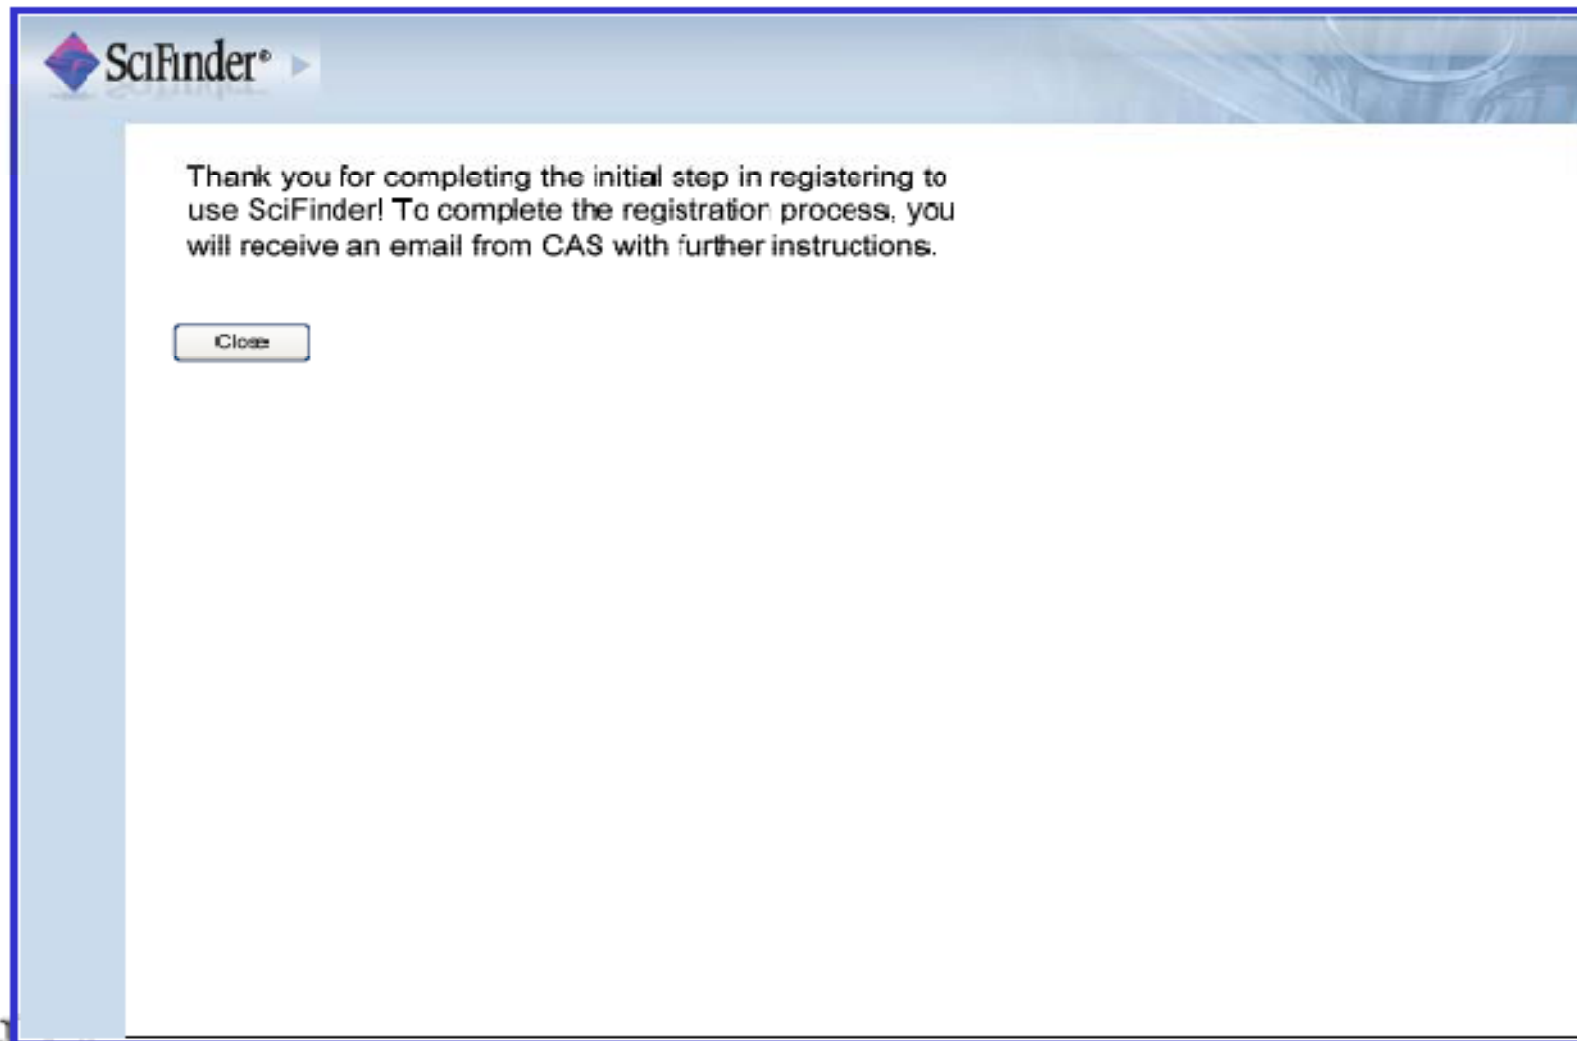 SciFinder®
Thank you for completing the initial step in registering to
use SciFinder! To complete the registration process, you
will receive an email from CAS with further instructions.
Close